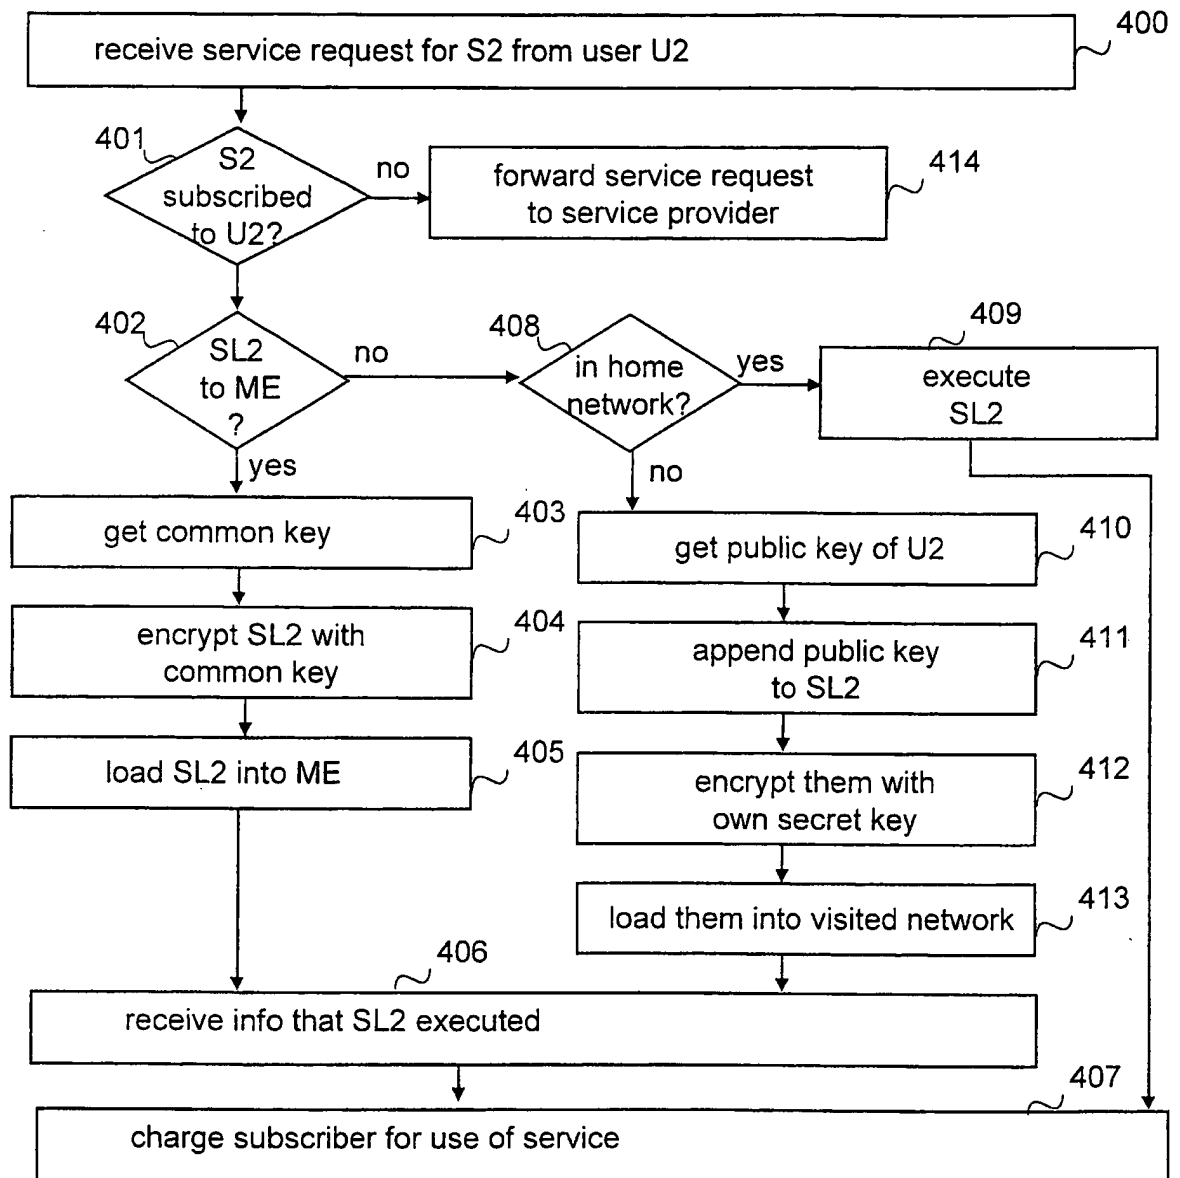 receive service request for S2 from user U2
400
401
S2
subscribed
to U2?
no
forward service request
to service provider
414
402
SL2
to ME
?
no
yes
408
in home
network?
yes
no
409
execute
SL2
get common key
403
get public key of U2
410
encrypt SL2 with
common key
404
append public key
to SL2
411
load SL2 into ME
405
encrypt them with
own secret key
412
load them into visited network
413
406
receive info that SL2 executed
407
charge subscriber for use of service